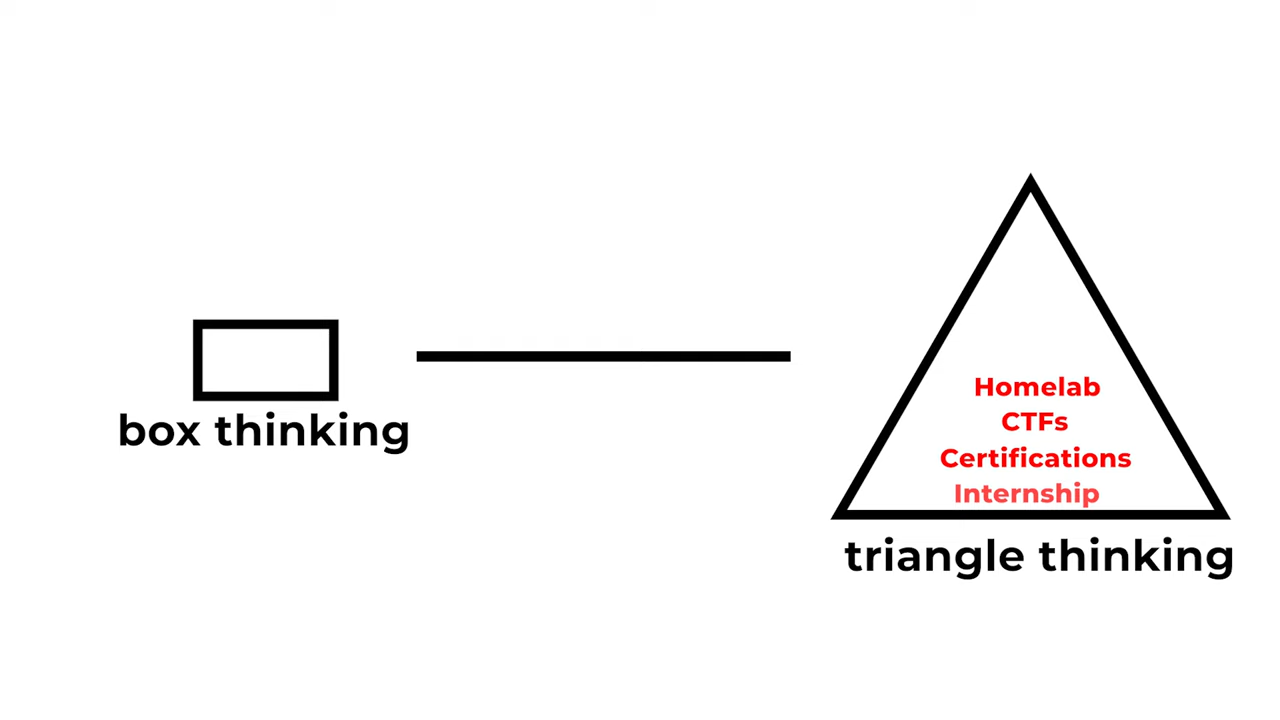 box thinking
Homelab
CTFs
Certifications
Internship
triangle thinking